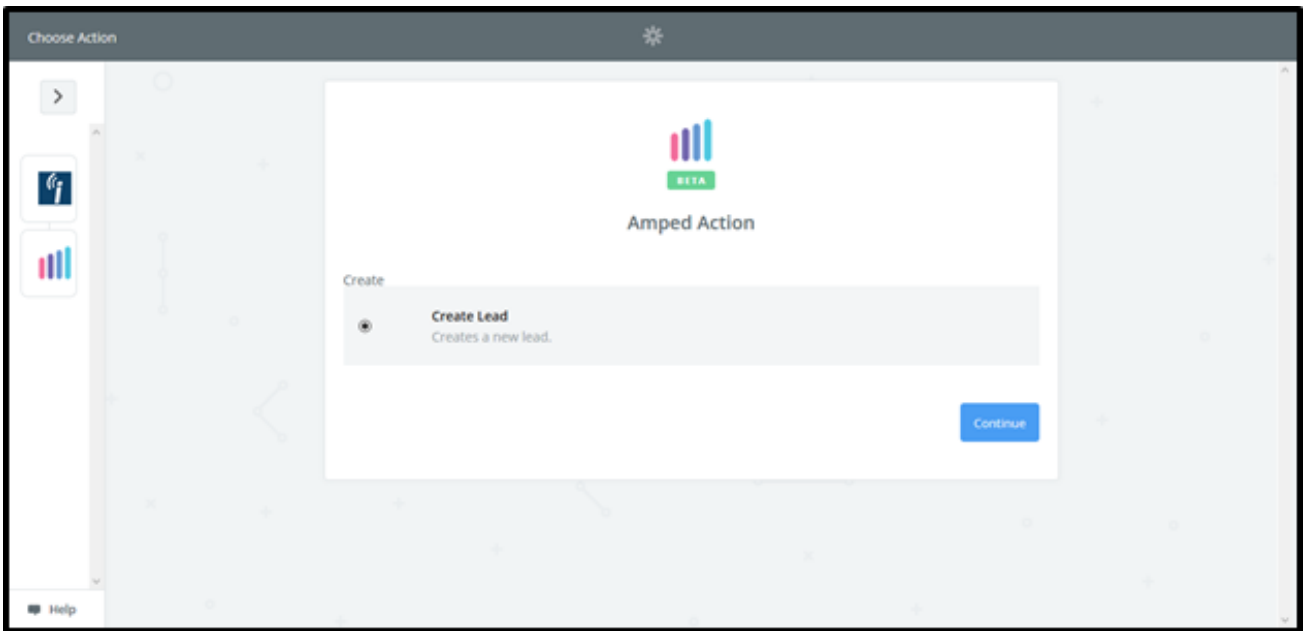 Choose Action
BETA
Amped Action
Create
Create Lead
Creates a new lead.
Continue
Help